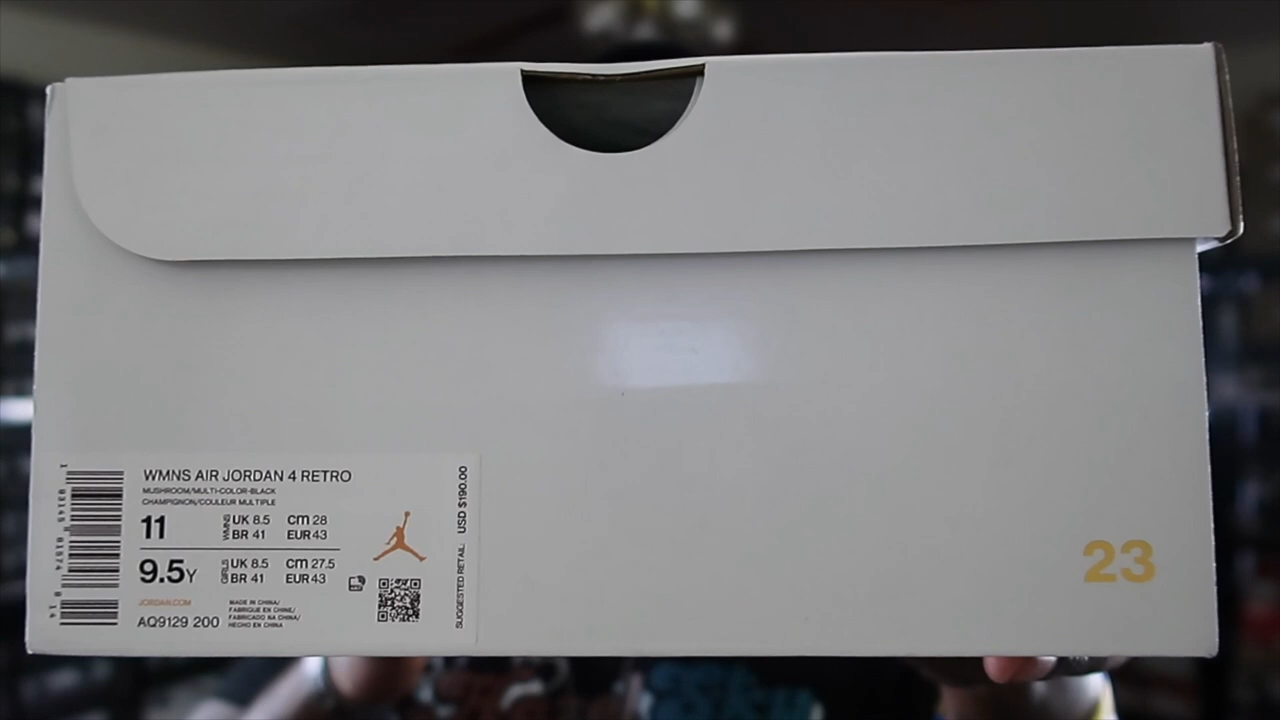 WMNS AIR JORDAN 4 RETRO
MUSHROOM/MULTI-COLOR-BLACK
CHAMPIGNON/COULEUR MULTIPLE
11 WMNS UK 8.5 CM 28
BR 41 EUR 43
9.5Y GIRLS UK 8.5 CM 27.5
BR 41 EUR 43
JORDAN.COM
AQ9129 200
MADE IN CHINA/
FABRIQUE EN CHINE/
FABRICADO NA CHINA/
HECHO EN CHINA
SUGGESTED RETAIL: USD $190.00
23